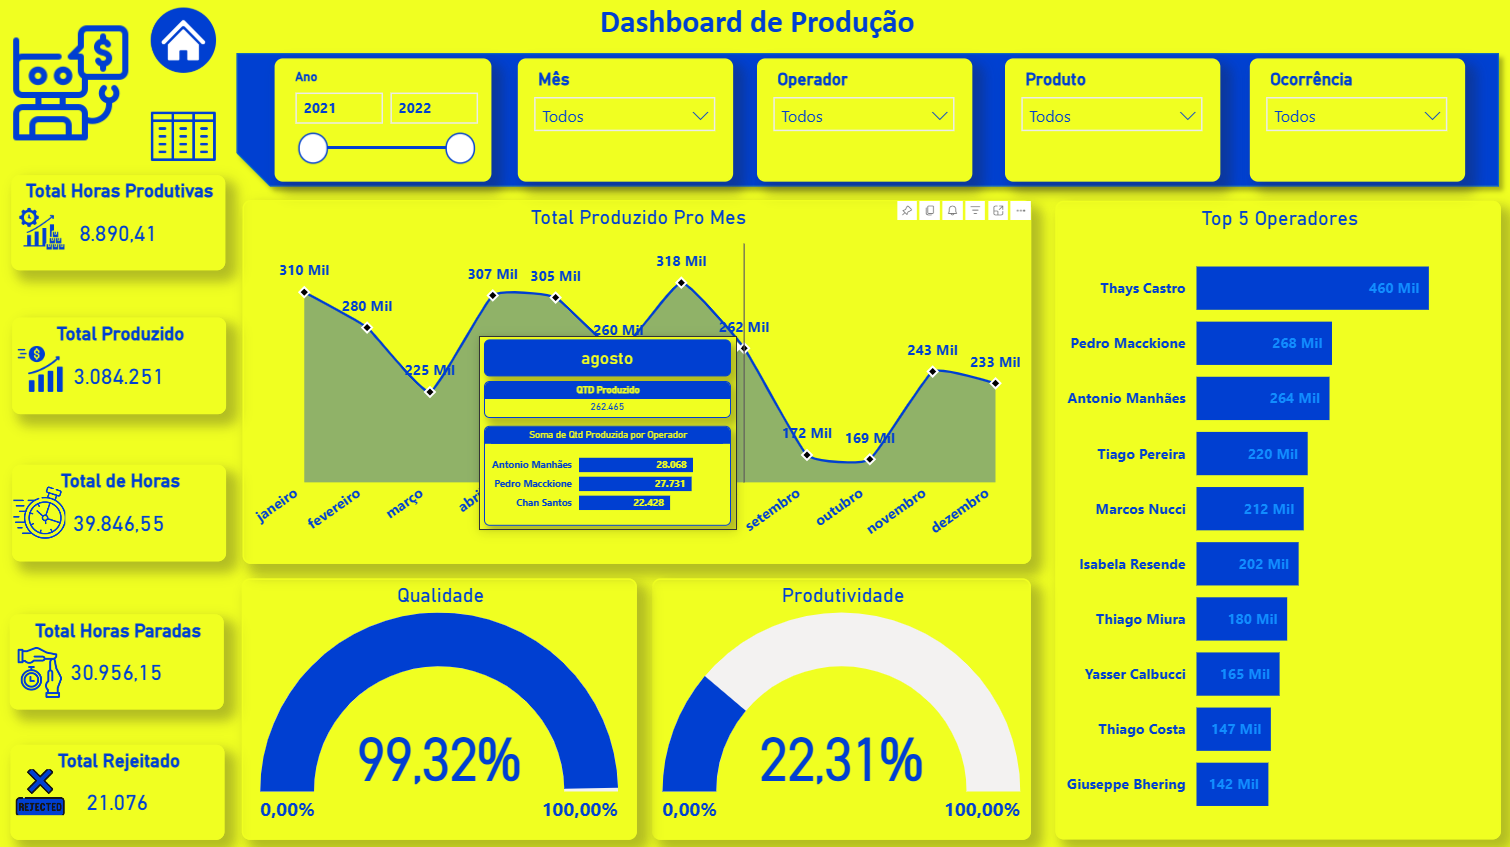 Dashboard de Produção
Ano
2021
2022
Mês
Todos
Operador
Todos
Produto
Todos
Ocorrência
Todos
Total Horas Produtivas
8.890,41
Total Produzido
3.084.251
Total de Horas
39.846,55
Total Horas Paradas
30.956,15
Total Rejeitado
REJECTED
21.076
Total Produzido Pro Mes
310 Mil
280 Mil
225 Mil
307 Mil
305 Mil
260 Mil
318 Mil
262 Mil
172 Mil
169 Mil
243 Mil
233 Mil
janeiro
fevereiro
março
abri
setembro
outubro
novembro
dezembro
agosto
QTD Produzido
262.465
Soma de Qtd Produzida por Operador
Antonio Manhães 28.068
Pedro Macckione 27.731
Chan Santos 22.428
Qualidade
99,32%
0,00%
100,00%
Produtividade
22,31%
0,00%
100,00%
Top 5 Operadores
Thays Castro 460 Mil
Pedro Macckione 268 Mil
Antonio Manhães 264 Mil
Tiago Pereira 220 Mil
Marcos Nucci 212 Mil
Isabela Resende 202 Mil
Thiago Miura 180 Mil
Yasser Calbucci 165 Mil
Thiago Costa 147 Mil
Giuseppe Bhering 142 Mil